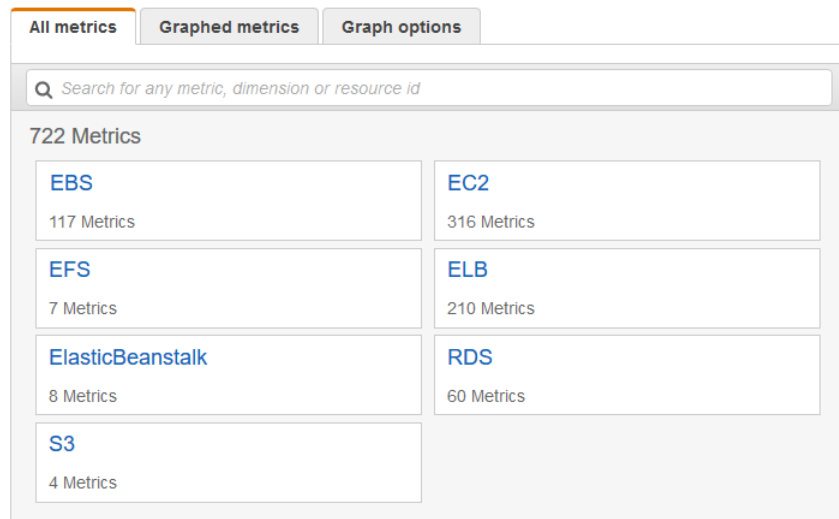 All metrics Graphed metrics Graph options
Search for any metric, dimension or resource id
722 Metrics
EBS EC2
117 Metrics 316 Metrics
EFS ELB
7 Metrics 210 Metrics
ElasticBeanstalk RDS
8 Metrics 60 Metrics
S3
4 Metrics